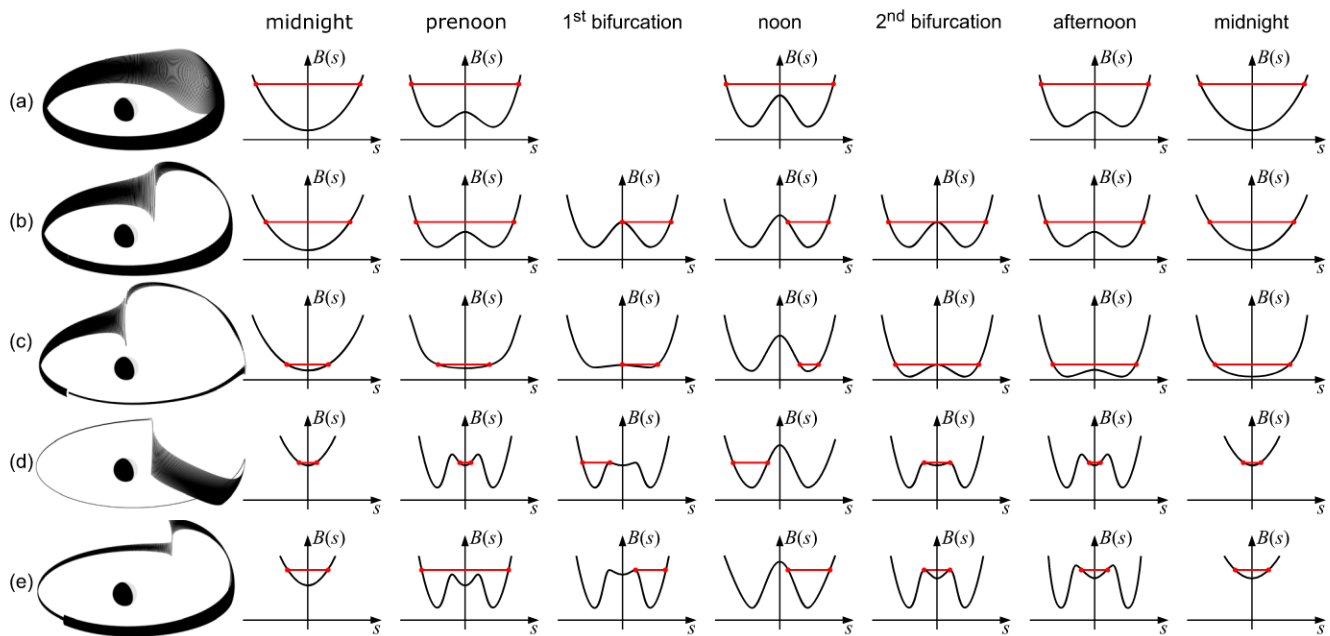 midnight prenoon 1st bifurcation noon 2nd bifurcation afternoon midnight
(a) B(s) B(s) B(s) B(s) B(s)
s s s s s
(b) B(s) B(s) B(s) B(s) B(s) B(s) B(s)
s s s s s s s
(c) B(s) B(s) B(s) B(s) B(s) B(s) B(s)
s s s s s s s
(d) B(s) B(s) B(s) B(s) B(s) B(s) B(s)
s s s s s s s
(e) B(s) B(s) B(s) B(s) B(s) B(s) B(s)
s s s s s s s